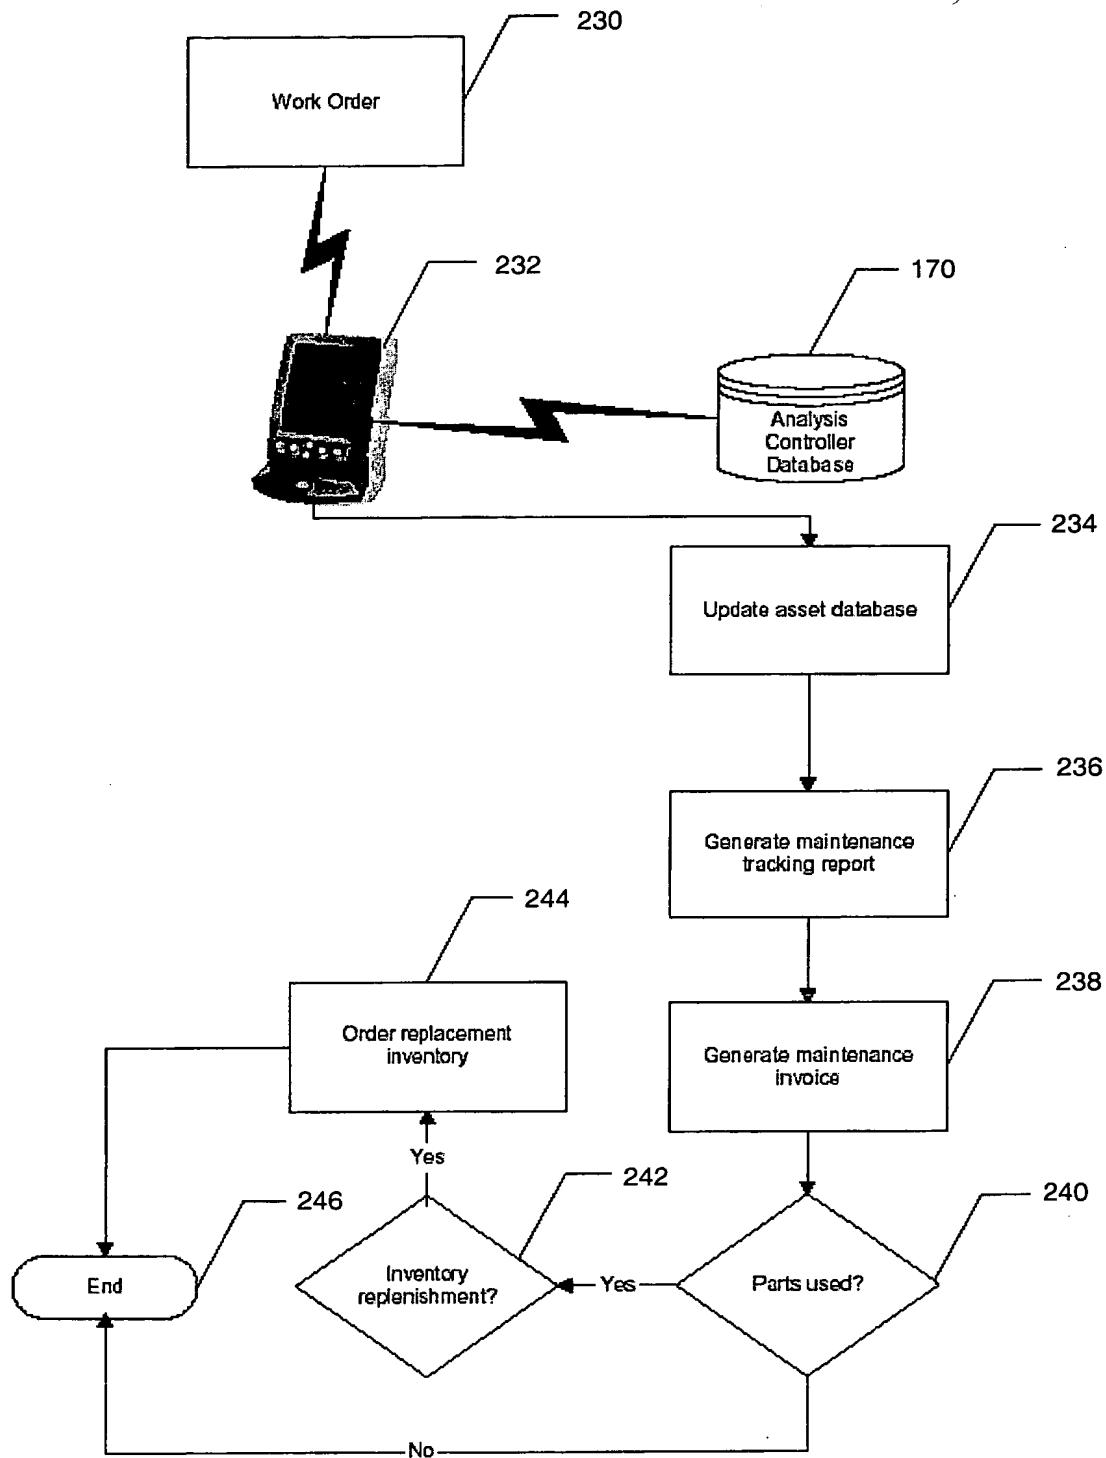 230
Work Order
232
170
Analysis
Controller
Database
234
Update asset database
236
Generate maintenance
tracking report
244
238
Order replacement
inventory
Generate maintenance
invoice
Yes
242
240
246
End
Inventory
replenishment?
Yes
Parts used?
No